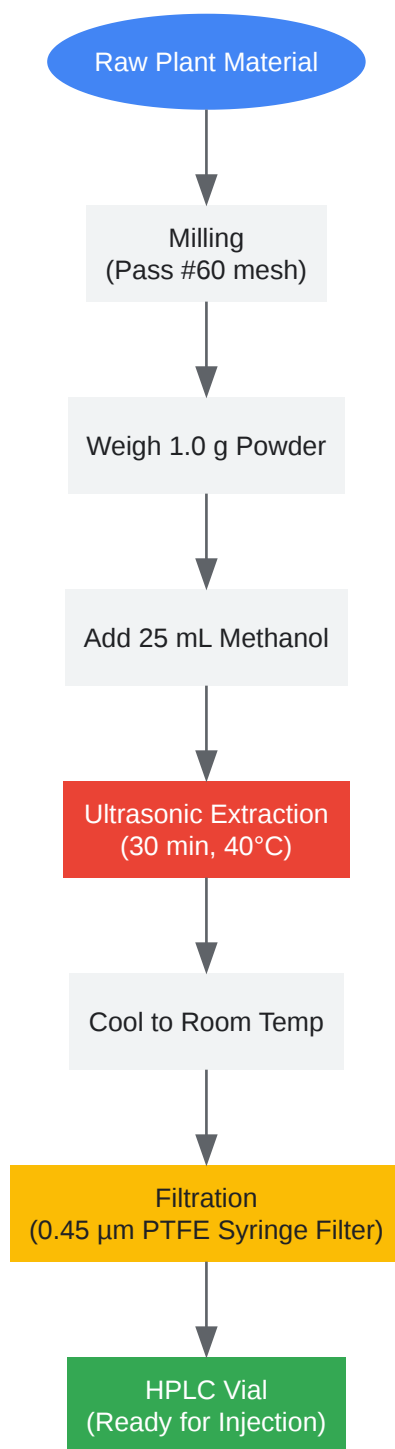 Raw Plant Material
Milling
(Pass #60 mesh)
Weigh 1.0 g Powder
Add 25 mL Methanol
Ultrasonic Extraction
(30 min, 40°C)
Cool to Room Temp
Filtration
(0.45 µm PTFE Syringe Filter)
HPLC Vial
(Ready for Injection)